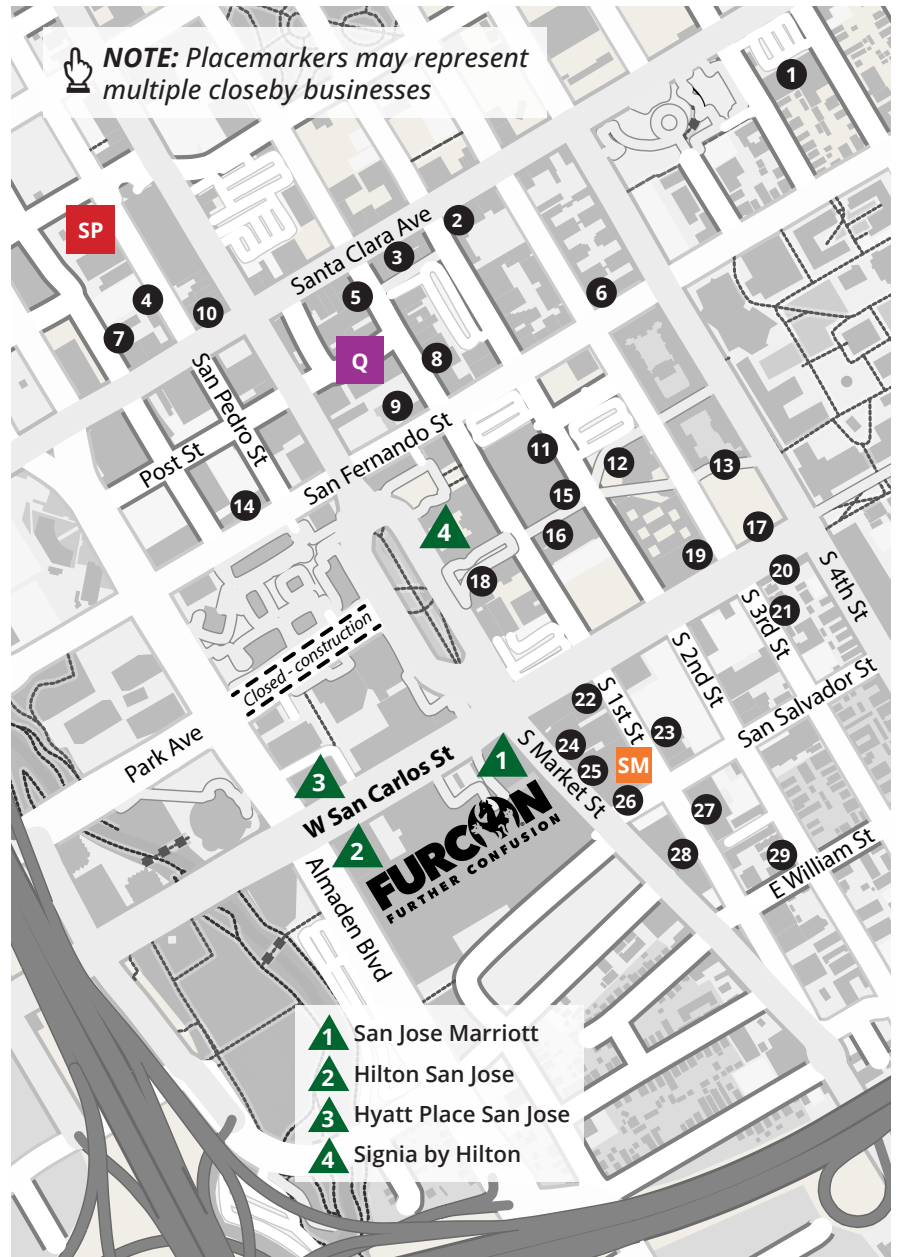 NOTE: Placemarkers may represent
multiple closeby businesses
1
SP
2
Santa Clara Ave
3
4
5
6
7
10
Q
8
San Pedro St
9
Post St
San Fernando St
11
12
13
14
15
16
17
4
18
19
20
21
S 4th St
S 3rd St
Closed - construction
S 2nd St
S 1st St
San Salvador St
22
23
24
25
SM
26
S Market St
1
Park Ave
3
W San Carlos St
2
FURCON
FURTHER CONFUSION
27
28
29
E William St
Almaden Blvd
1 San Jose Marriott
2 Hilton San Jose
3 Hyatt Place San Jose
4 Signia by Hilton